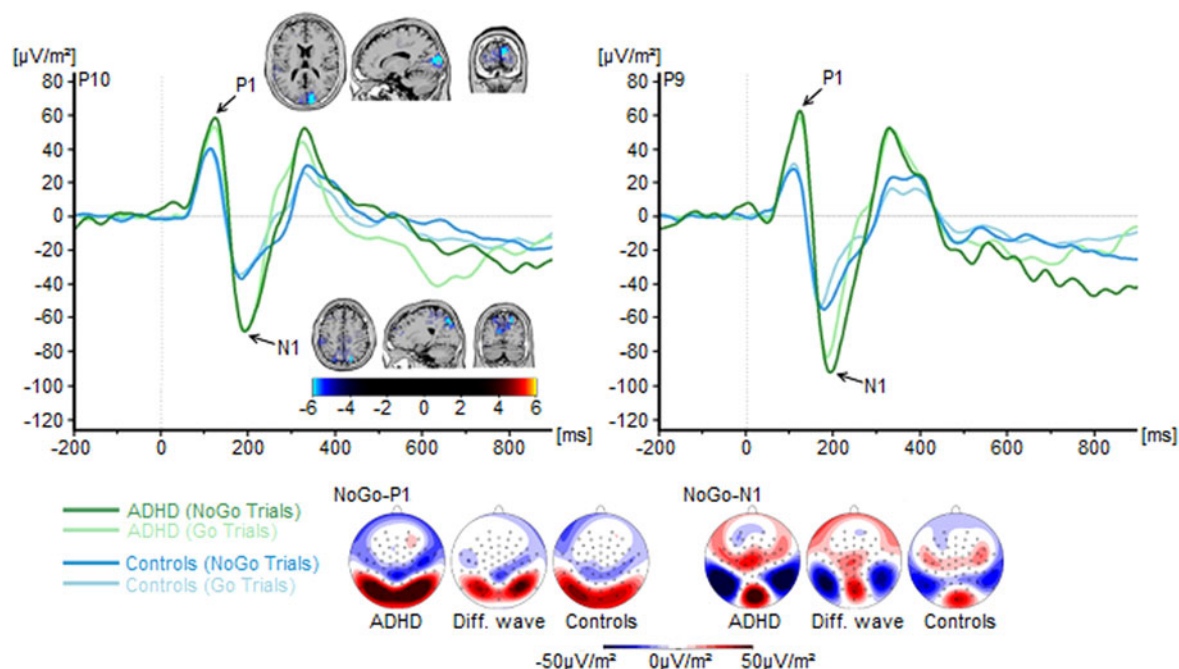 [µV/m²]
P10
P1
80
60
40
20
0
-20
-40
-60
-80
-100
-120
N1
-6 -4 -2 0 2 4 6
-200 0 200 400 600 800
[ms]
[µV/m²]
P9
P1
80
60
40
20
0
-20
-40
-60
-80
-100
-120
N1
-200 0 200 400 600 800
[ms]
ADHD (NoGo Trials)
ADHD (Go Trials)
Controls (NoGo Trials)
Controls (Go Trials)
NoGo-P1
ADHD Diff. wave Controls
NoGo-N1
ADHD Diff. wave Controls
-50µV/m² 0µV/m² 50µV/m²